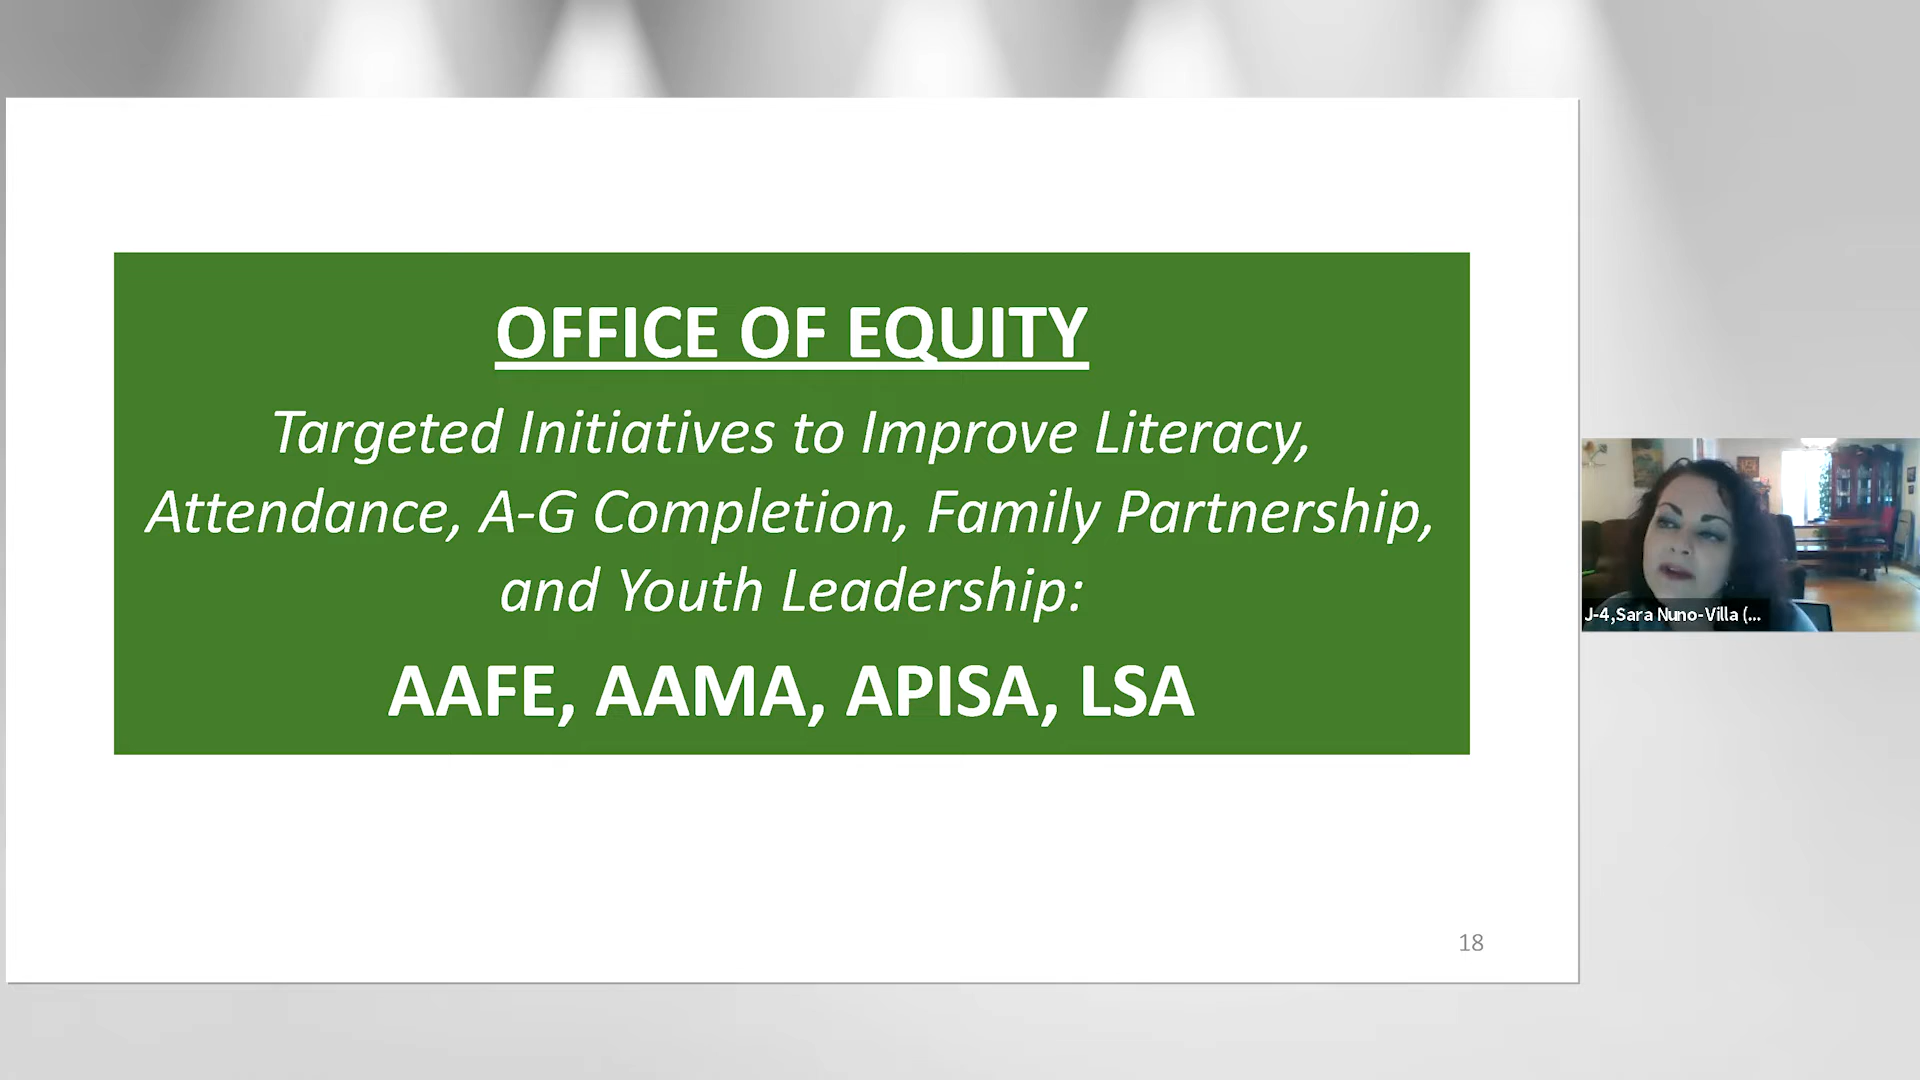 OFFICE OF EQUITY
Targeted Initiatives to Improve Literacy,
Attendance, A-G Completion, Family Partnership,
and Youth Leadership:
AAFE, AAMA, APISA, LSA
18
J-4,Sara Nuno-Villa (...